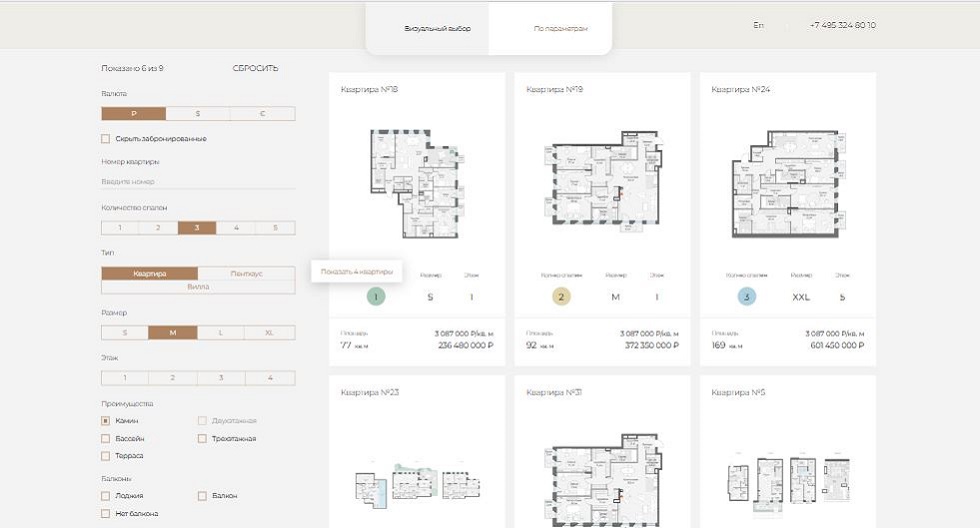 Визуальный выбор
По параметрам
En
+7 495 324 80 10
Показано 6 из 9
СБРОСИТЬ
Валюта
₽
$
€
Скрыть забронированные
Номер квартиры
Введите номер
Количество спален
1 2 3 4 5
Тип
Квартира
Пентхаус
Вилла
Размер
S M L XL
Этаж
1 2 3 4
Преимущества
Камин
Двухэтажная
Бассейн
Трехэтажная
Терраса
Балконы
Лоджия
Балкон
Нет балкона
Показать 4 квартиры
Квартира №18
Размер Этаж
1 S 1
Площадь
3 087 000 ₽/кв. м
77 кв. м
236 480 000 ₽
Квартира №19
Кол-во спален Размер Этаж
2 M 1
Площадь
3 087 000 ₽/кв. м
92 кв. м
372 350 000 ₽
Квартира №24
Кол-во спален Размер Этаж
3 XXL 5
Площадь
3 087 000 ₽/кв. м
169 кв. м
601 450 000 ₽
Квартира №23
Квартира №31
Квартира №5